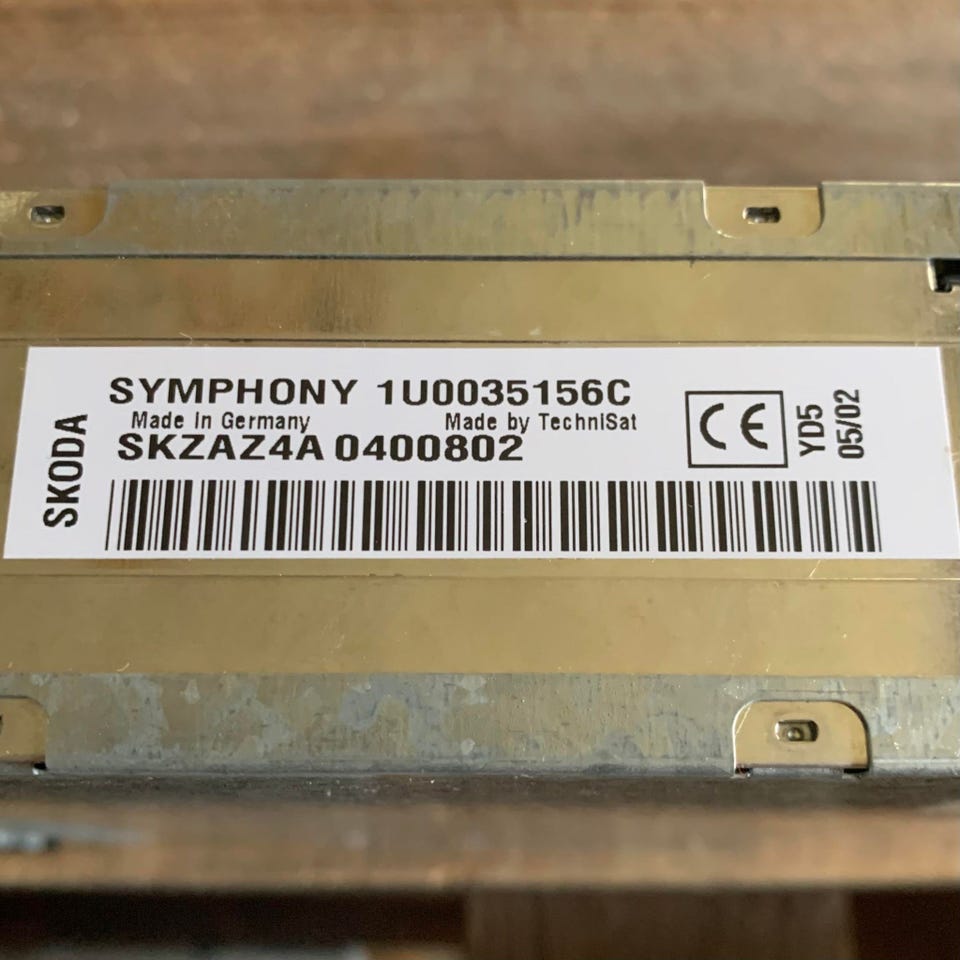 SKODA
SYMPHONY 1U0035156C
Made in Germany Made by TechniSat
SKZAZ4A 0400802
CE
YD5
05/02